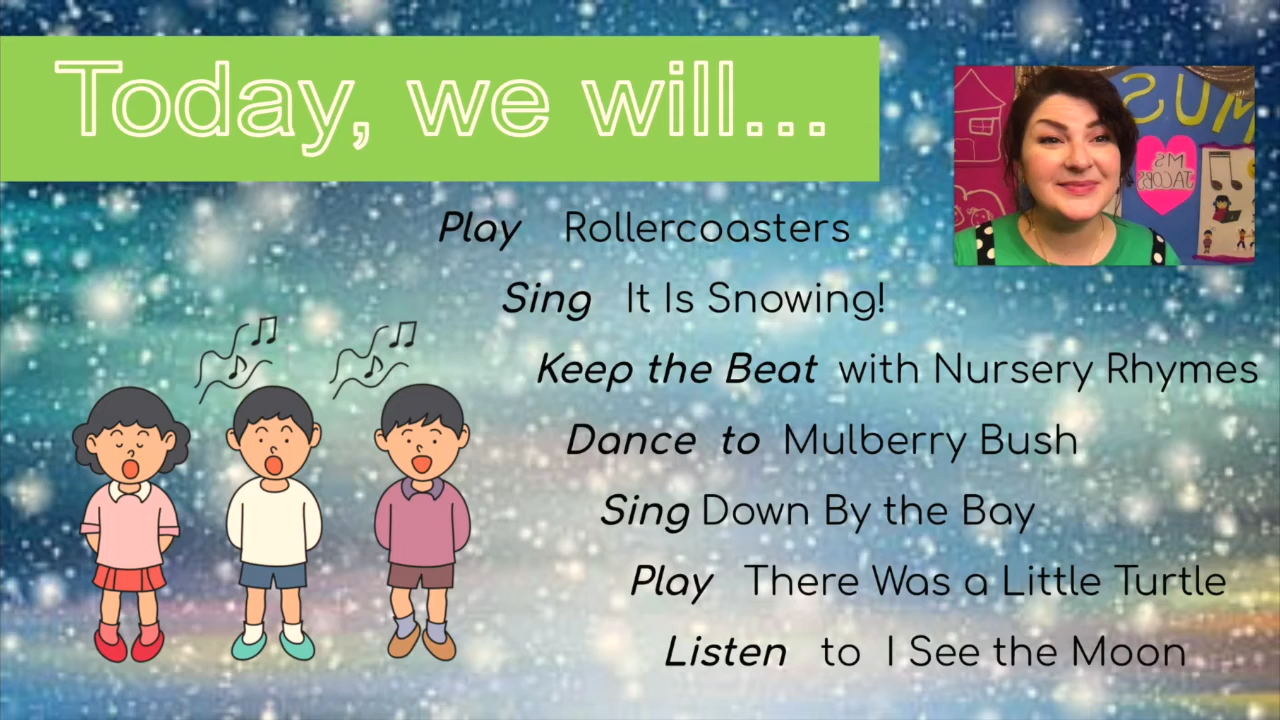 Today, we will...
MUS
MS
JACOBS
Play Rollercoasters
Sing It Is Snowing!
Keep the Beat with Nursery Rhymes
Dance to Mulberry Bush
Sing Down By the Bay
Play There Was a Little Turtle
Listen to I See the Moon